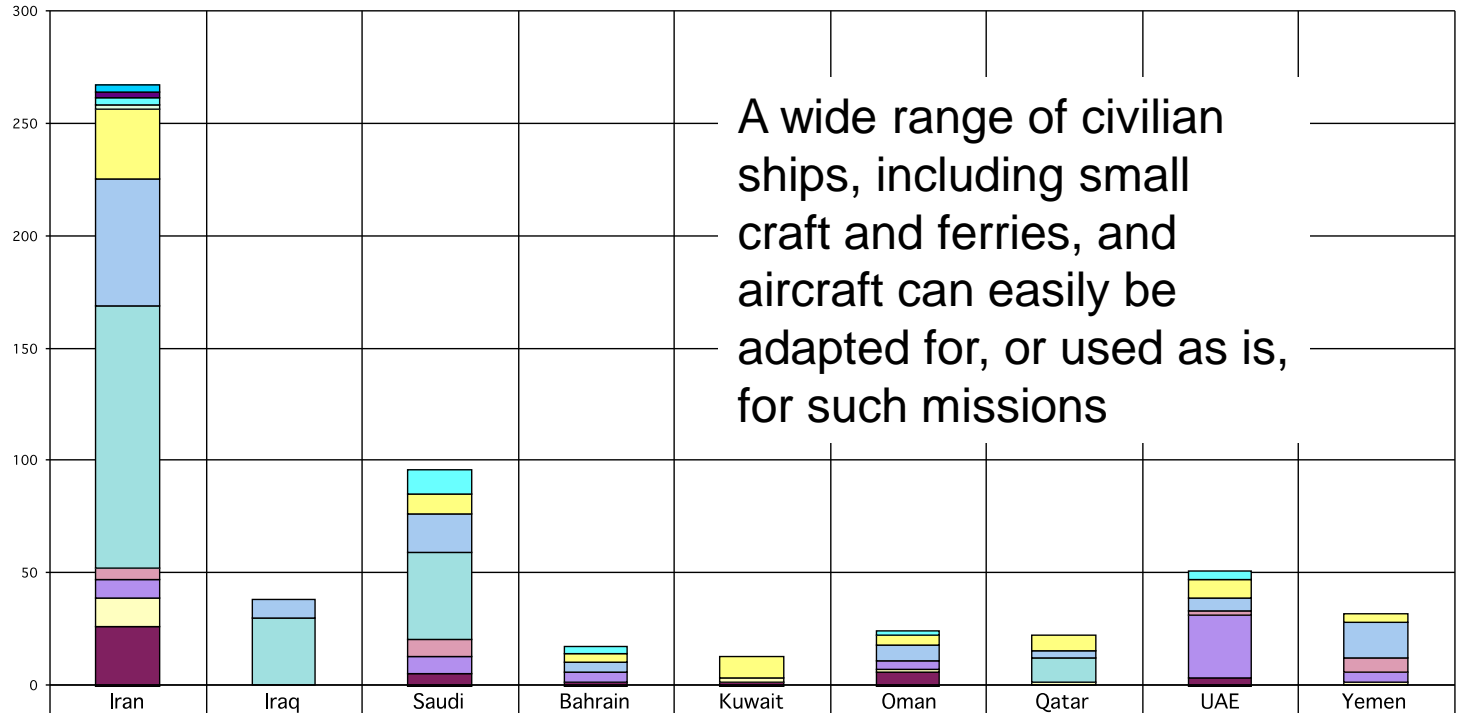 300
250
200
150
100
50
0
A wide range of civilian
ships, including small
craft and ferries, and
aircraft can easily be
adapted for, or used as is,
for such missions
Iran Iraq Saudi Bahrain Kuwait Oman Qatar UAE Yemen